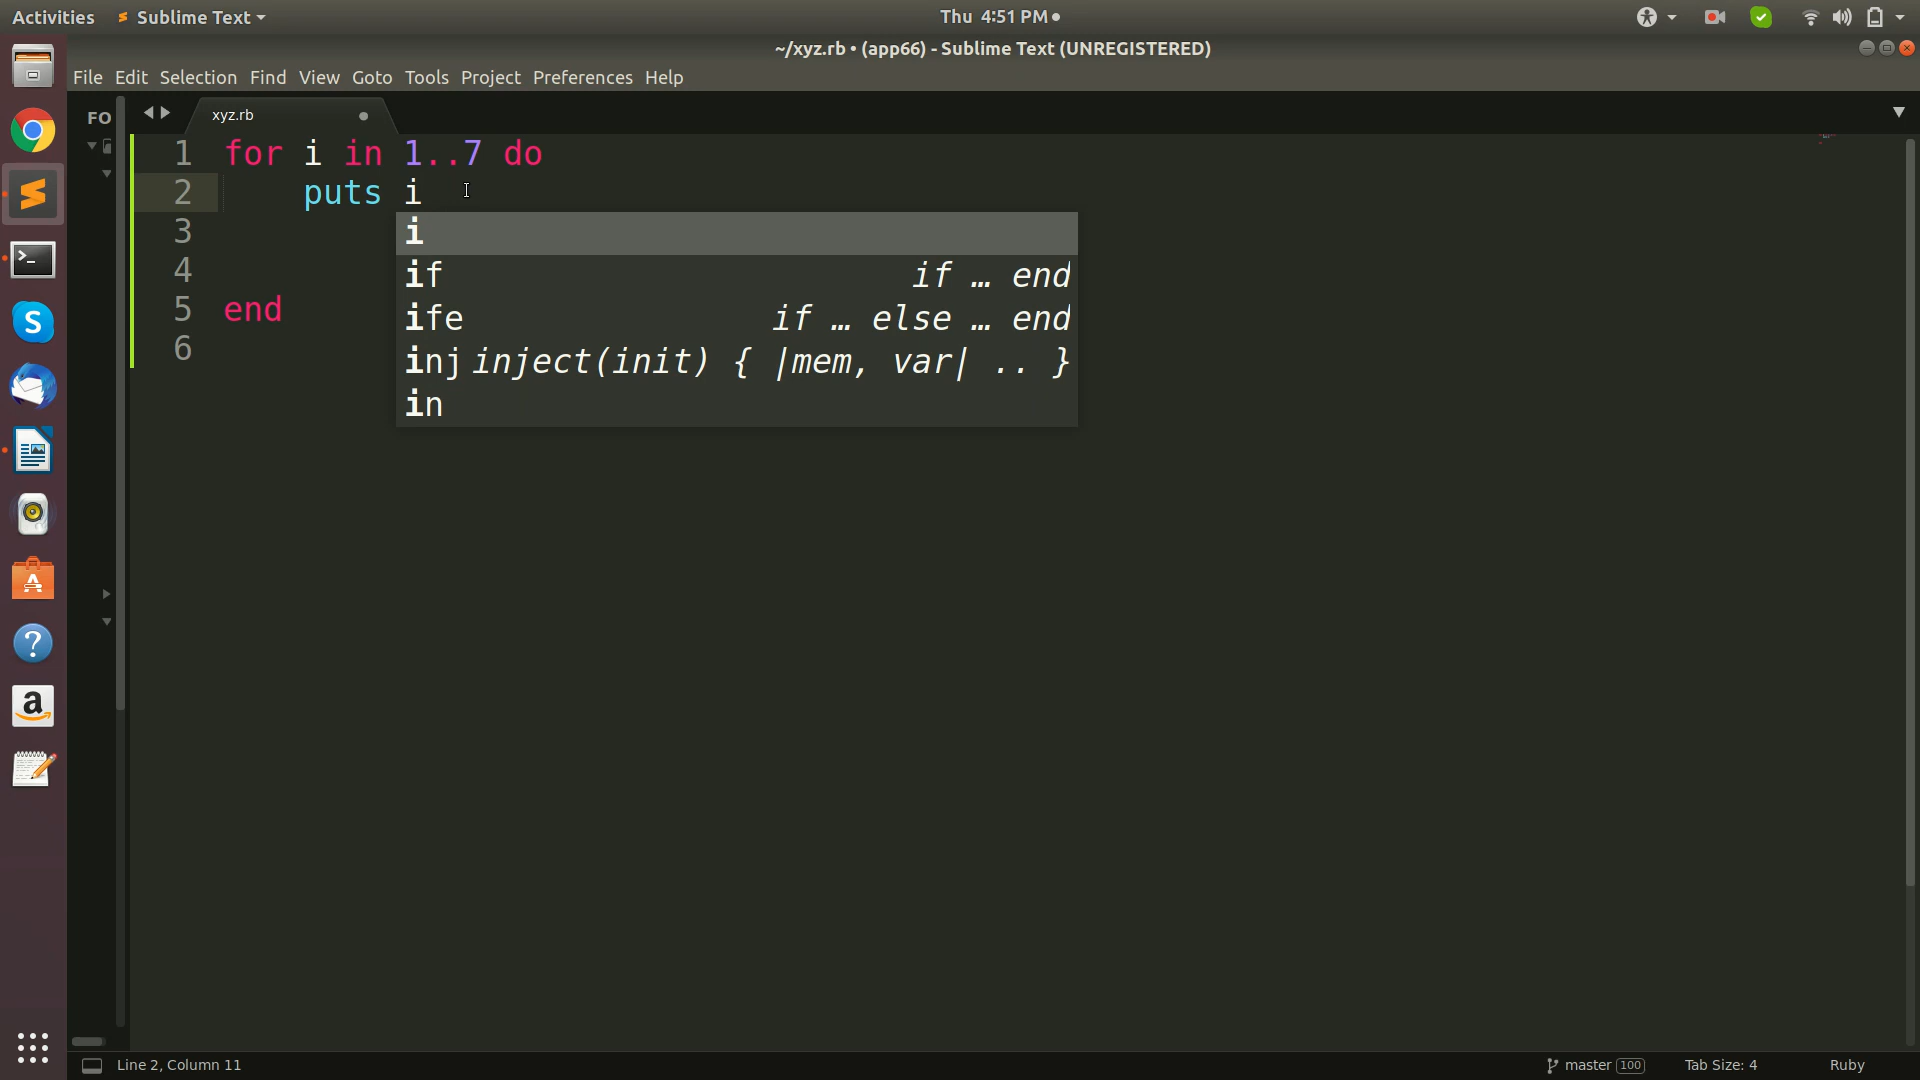 Activities Sublime Text Thu 4:51 PM
~/xyz.rb • (app66) - Sublime Text (UNREGISTERED)
File Edit Selection Find View Goto Tools Project Preferences Help
FO xyz.rb
1 for i in 1..7 do
2 puts i
3 i
4 if if … end
5 end ife if … else … end
6 inj inject(init) { |mem, var| .. }
in
Line 2, Column 11 master 100 Tab Size: 4 Ruby